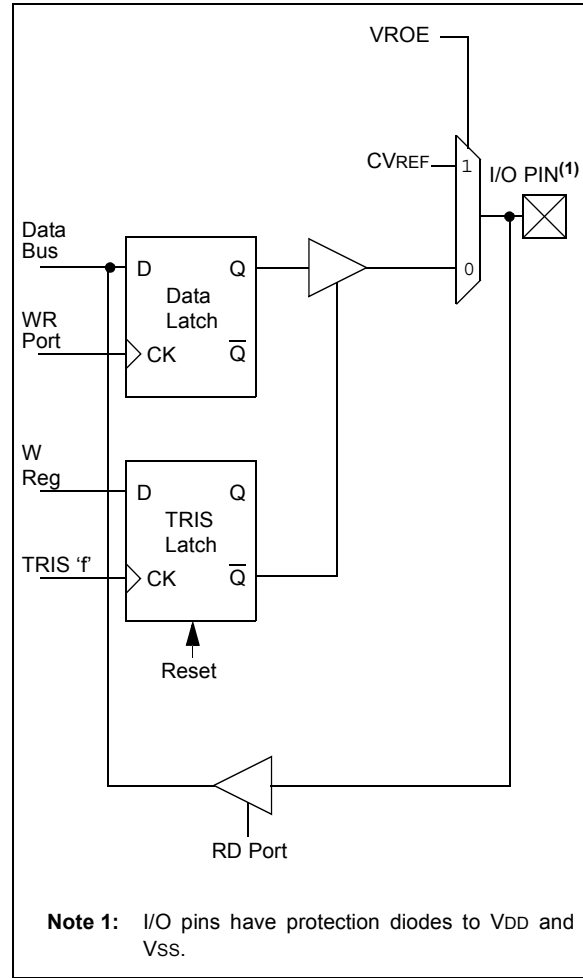 VROE
CVREF
1
I/O PIN(1)
Data
Bus
D
Q
Data
Latch
0
WR
Port
CK
Q
W
Reg
D
Q
TRIS
Latch
TRIS ‘f’
CK
Q
Reset
RD Port
Note 1: I/O pins have protection diodes to VDD and
VSS.